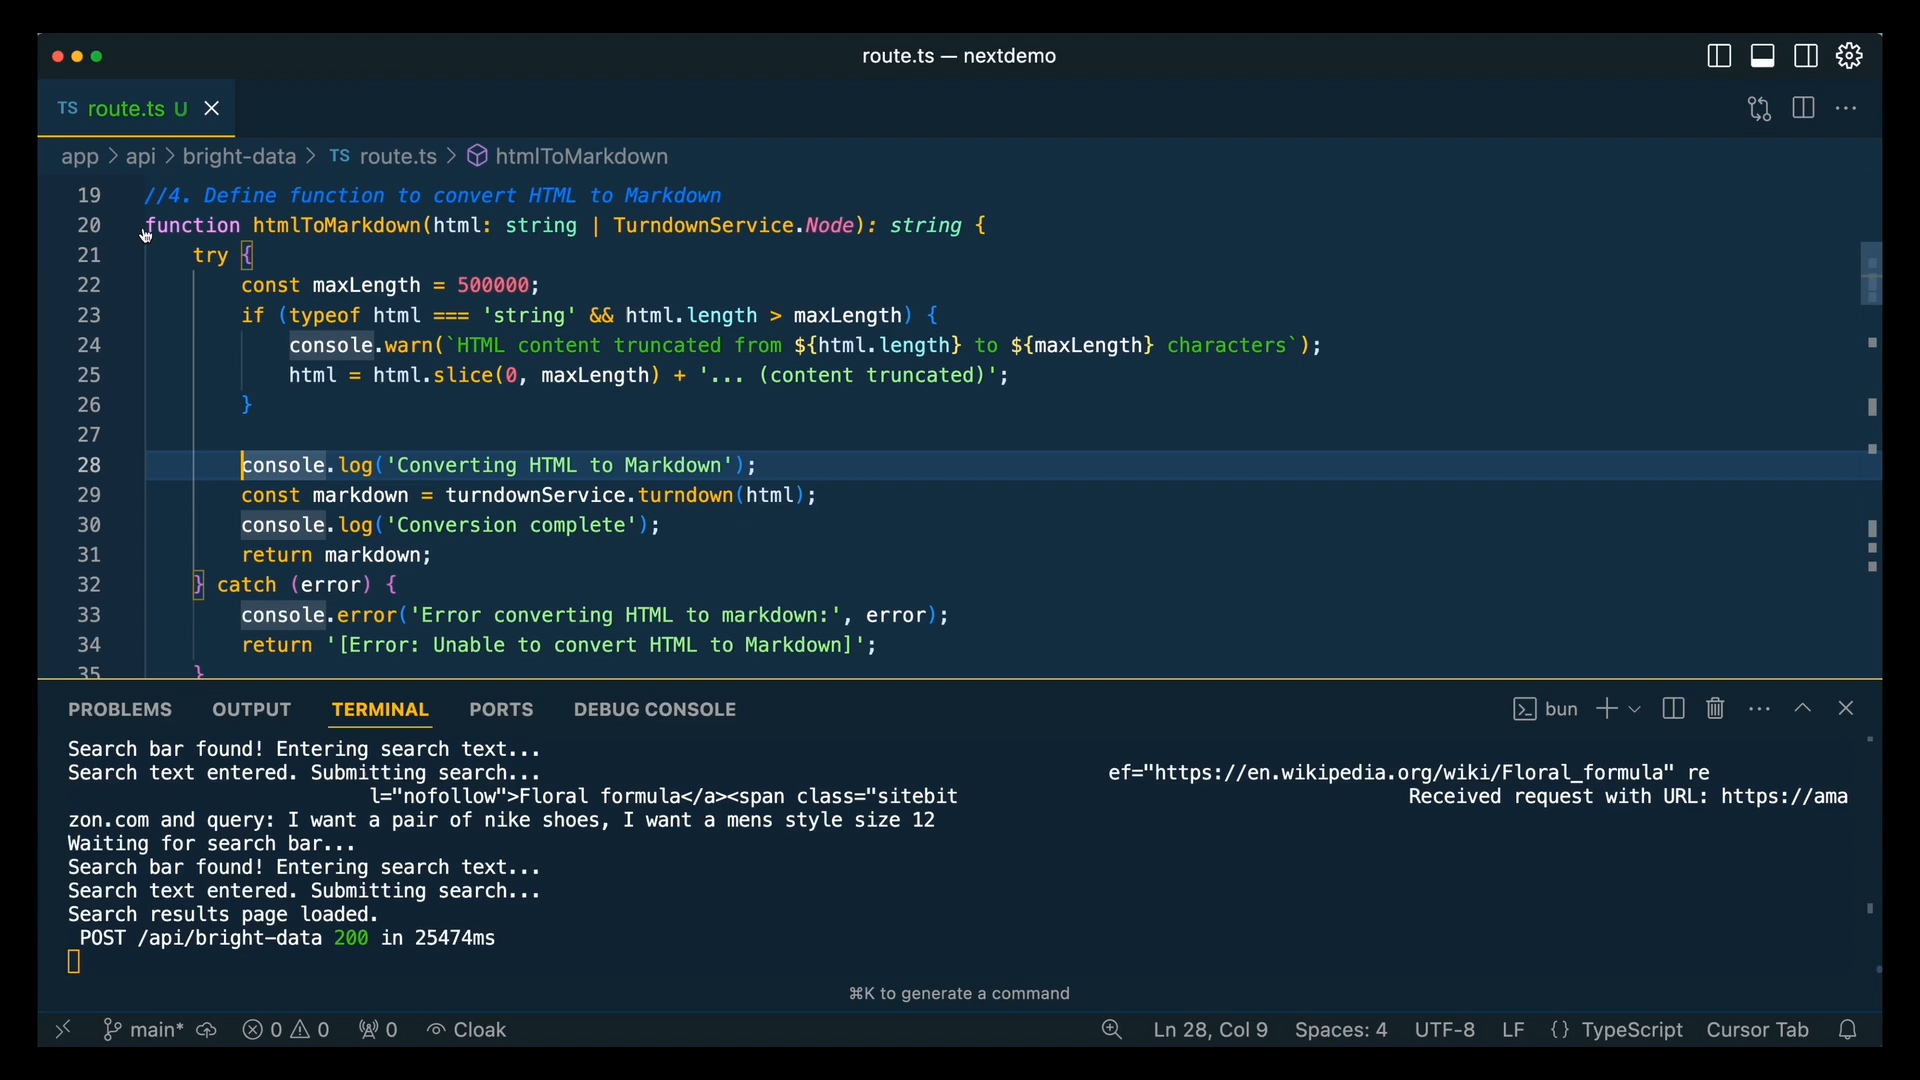 route.ts — nextdemo
TS route.ts U
app > api > bright-data > TS route.ts > htmlToMarkdown
19 //4. Define function to convert HTML to Markdown
20 function htmlToMarkdown(html: string | TurndownService.Node): string {
21 try {
22 const maxLength = 500000;
23 if (typeof html === 'string' && html.length > maxLength) {
24 console.warn(`HTML content truncated from ${html.length} to ${maxLength} characters`);
25 html = html.slice(0, maxLength) + '... (content truncated)';
26 }
27
28 console.log('Converting HTML to Markdown');
29 const markdown = turndownService.turndown(html);
30 console.log('Conversion complete');
31 return markdown;
32 } catch (error) {
33 console.error('Error converting HTML to markdown:', error);
34 return '[Error: Unable to convert HTML to Markdown]';
35 }
PROBLEMS OUTPUT TERMINAL PORTS DEBUG CONSOLE bun
Search bar found! Entering search text...
Search text entered. Submitting search... ef="https://en.wikipedia.org/wiki/Floral_formula" re
l="nofollow">Floral formula</a><span class="sitebit Received request with URL: https://ama
zon.com and query: I want a pair of nike shoes, I want a mens style size 12
Waiting for search bar...
Search bar found! Entering search text...
Search text entered. Submitting search...
Search results page loaded.
POST /api/bright-data 200 in 25474ms
⌘K to generate a command
main* 0 0 0 Cloak Ln 28, Col 9 Spaces: 4 UTF-8 LF {} TypeScript Cursor Tab